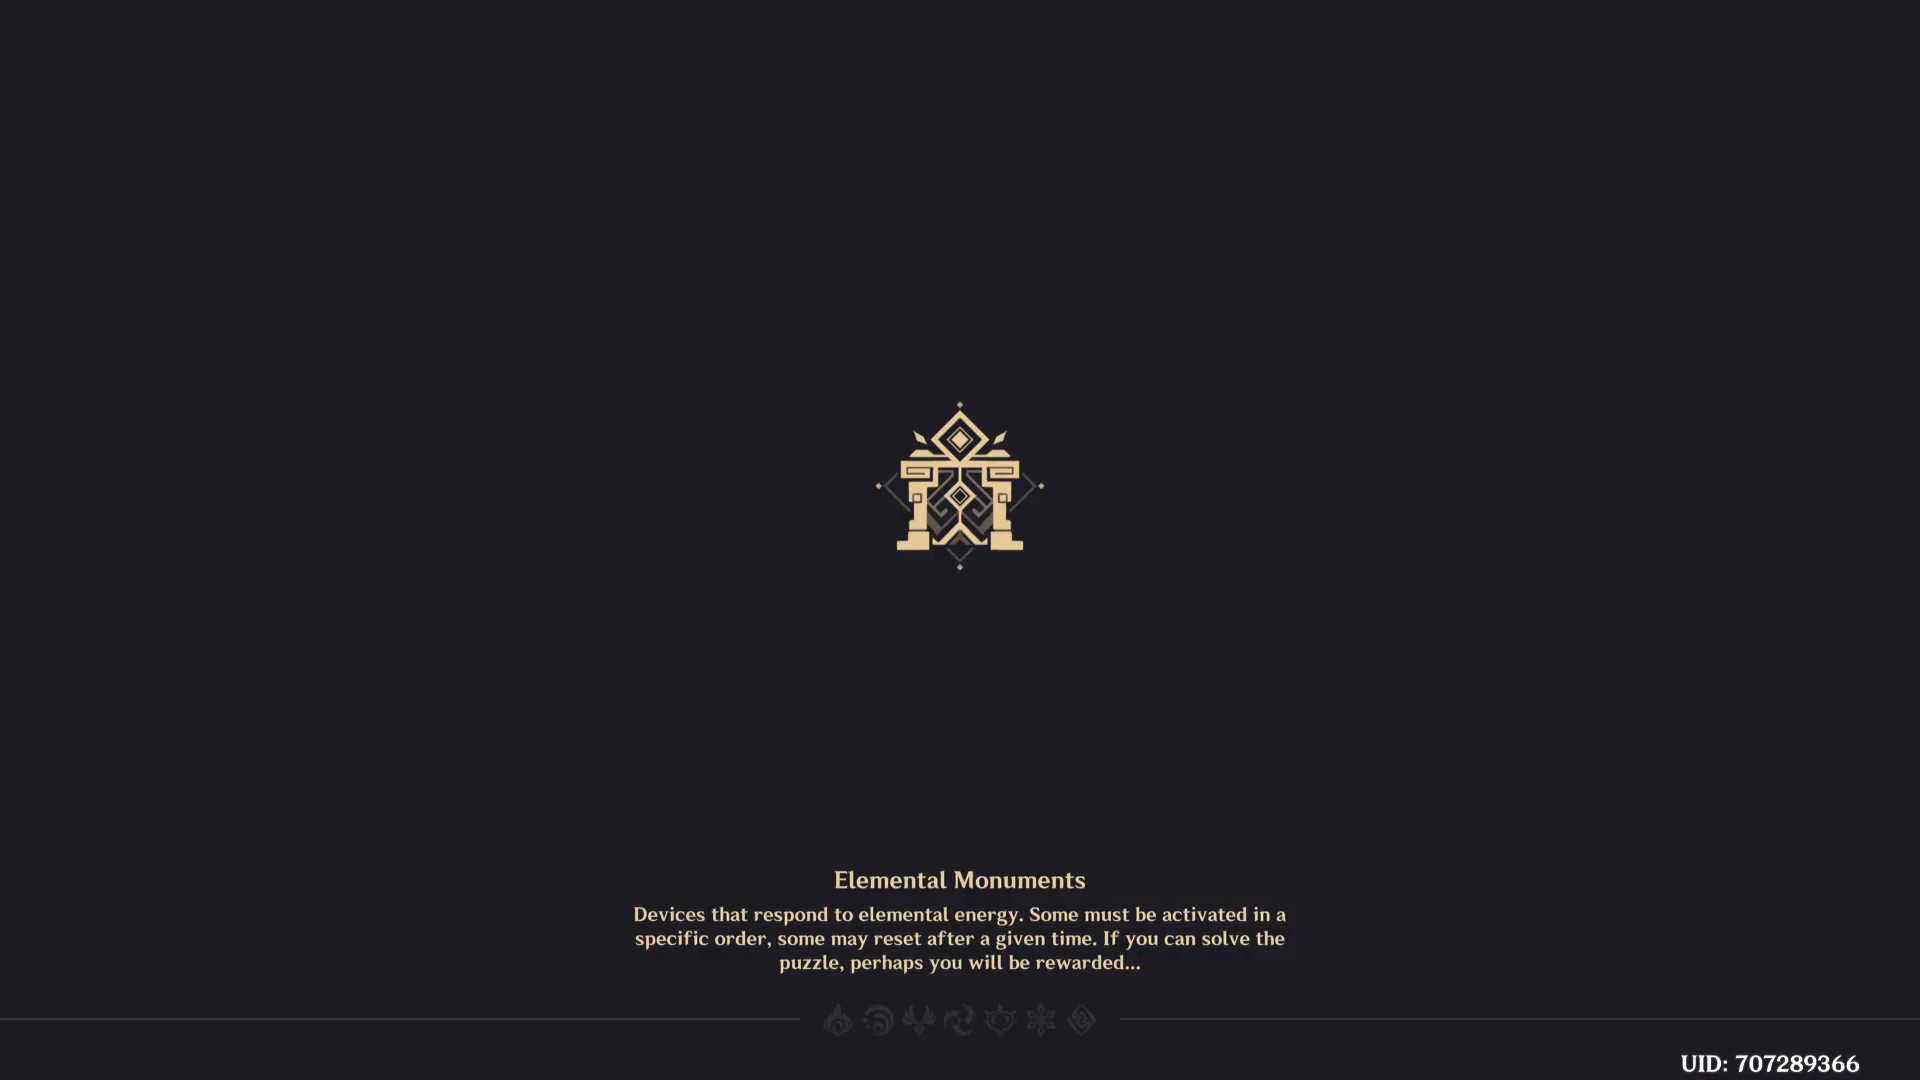 Elemental Monuments
Devices that respond to elemental energy. Some must be activated in a
specific order, some may reset after a given time. If you can solve the
puzzle, perhaps you will be rewarded...
UID: 707289366